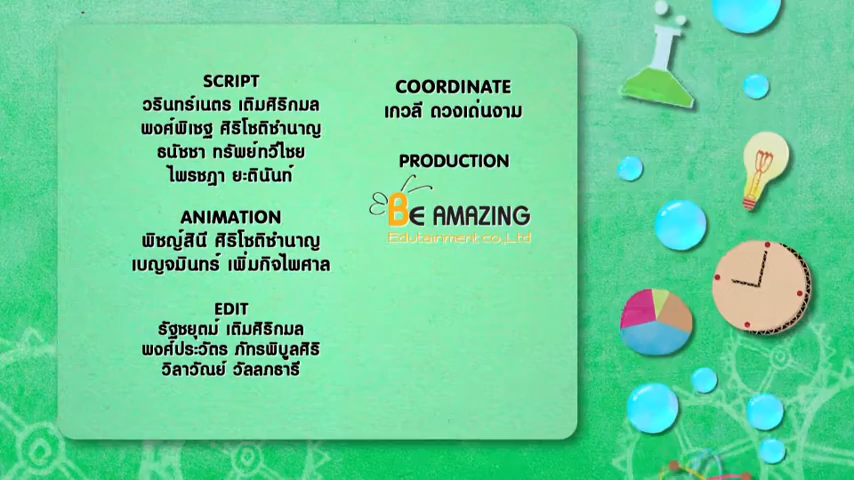 SCRIPT
วรินทร์เนตร เติมศิริกมล
พงศ์พิเชฐ ศิริโชติชำนาญ
ธนัชชา ทรัพย์ทวีไชย
ไพรชฎา ยะตินันท์
ANIMATION
พิชญ์สินี ศิริโชติชำนาญ
เบญจมินทร์ เพิ่มกิจไพศาล
EDIT
รัฐชยุตม์ เติมศิริกมล
พงศ์ประวัตร ภัทรพิบูลศิริ
วิลาวัณย์ วัลลภธารี
COORDINATE
เกวลี ดวงเด่นงาม
PRODUCTION
BE AMAZING
Edutainment co.,Ltd